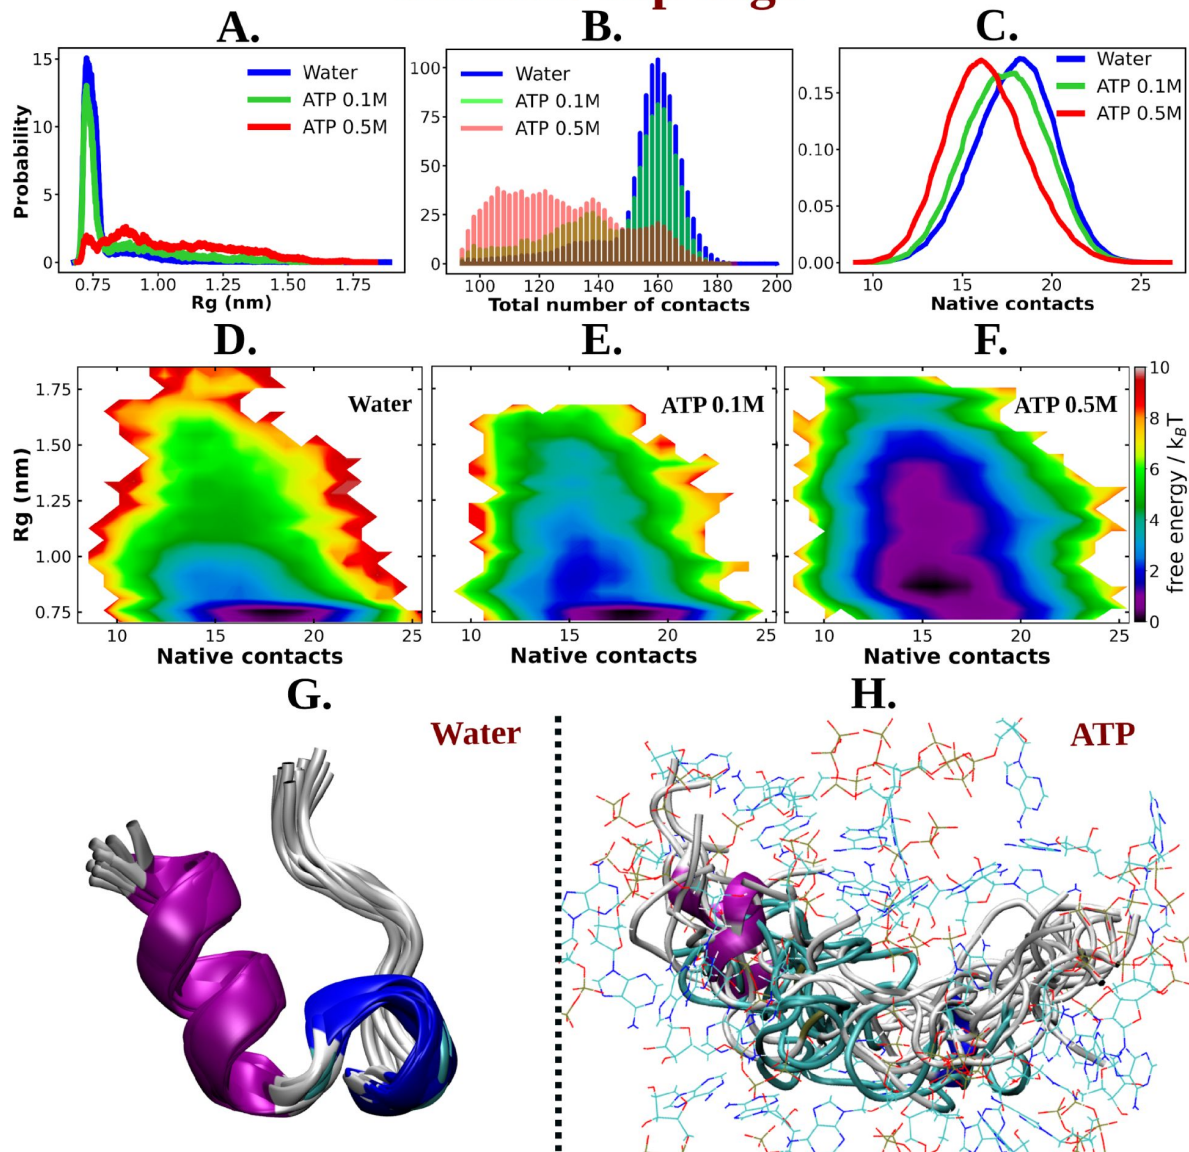 A.
B.
C.
Probability
15
10
5
0
Water
ATP 0.1M
ATP 0.5M
0.75 1.00 1.25 1.50 1.75
Rg (nm)
100
75
50
25
0
Water
ATP 0.1M
ATP 0.5M
100 120 140 160 180 200
Total number of contacts
0.15
0.10
0.05
0.00
Water
ATP 0.1M
ATP 0.5M
10 15 20 25
Native contacts
D.
E.
F.
Rg (nm)
1.75
1.50
1.25
1.00
0.75
Water
10 15 20 25
Native contacts
ATP 0.1M
10 15 20 25
Native contacts
ATP 0.5M
10 15 20 25
Native contacts
10
8
6
4
2
0
free energy / k_BT
G.
H.
Water
ATP